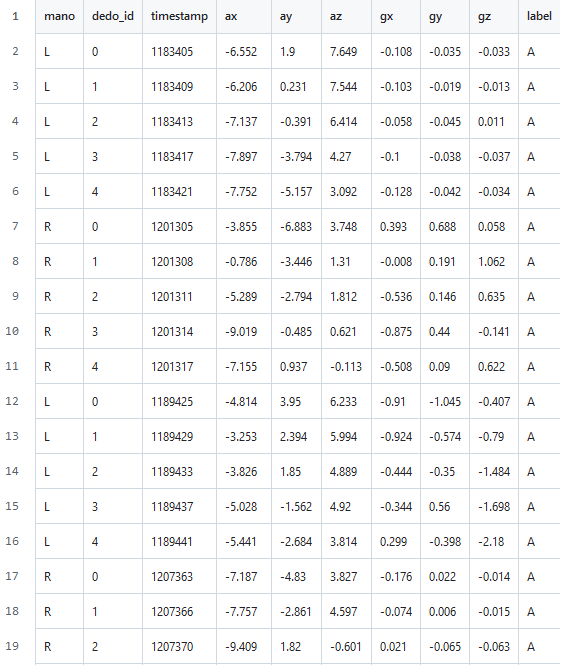 1 mano dedo_id timestamp ax ay az gx gy gz label
2 L 0 1183405 -6.552 1.9 7.649 -0.108 -0.035 -0.033 A
3 L 1 1183409 -6.206 0.231 7.544 -0.103 -0.019 -0.013 A
4 L 2 1183413 -7.137 -0.391 6.414 -0.058 -0.045 0.011 A
5 L 3 1183417 -7.897 -3.794 4.27 -0.1 -0.038 -0.037 A
6 L 4 1183421 -7.752 -5.157 3.092 -0.128 -0.042 -0.034 A
7 R 0 1201305 -3.855 -6.883 3.748 0.393 0.688 0.058 A
8 R 1 1201308 -0.786 -3.446 1.31 -0.008 0.191 1.062 A
9 R 2 1201311 -5.289 -2.794 1.812 -0.536 0.146 0.635 A
10 R 3 1201314 -9.019 -0.485 0.621 -0.875 0.44 -0.141 A
11 R 4 1201317 -7.155 0.937 -0.113 -0.508 0.09 0.622 A
12 L 0 1189425 -4.814 3.95 6.233 -0.91 -1.045 -0.407 A
13 L 1 1189429 -3.253 2.394 5.994 -0.924 -0.574 -0.79 A
14 L 2 1189433 -3.826 1.85 4.889 -0.444 -0.35 -1.484 A
15 L 3 1189437 -5.028 -1.562 4.92 -0.344 0.56 -1.698 A
16 L 4 1189441 -5.441 -2.684 3.814 0.299 -0.398 -2.18 A
17 R 0 1207363 -7.187 -4.83 3.827 -0.176 0.022 -0.014 A
18 R 1 1207366 -7.757 -2.861 4.597 -0.074 0.006 -0.015 A
19 R 2 1207370 -9.409 1.82 -0.601 0.021 -0.065 -0.063 A